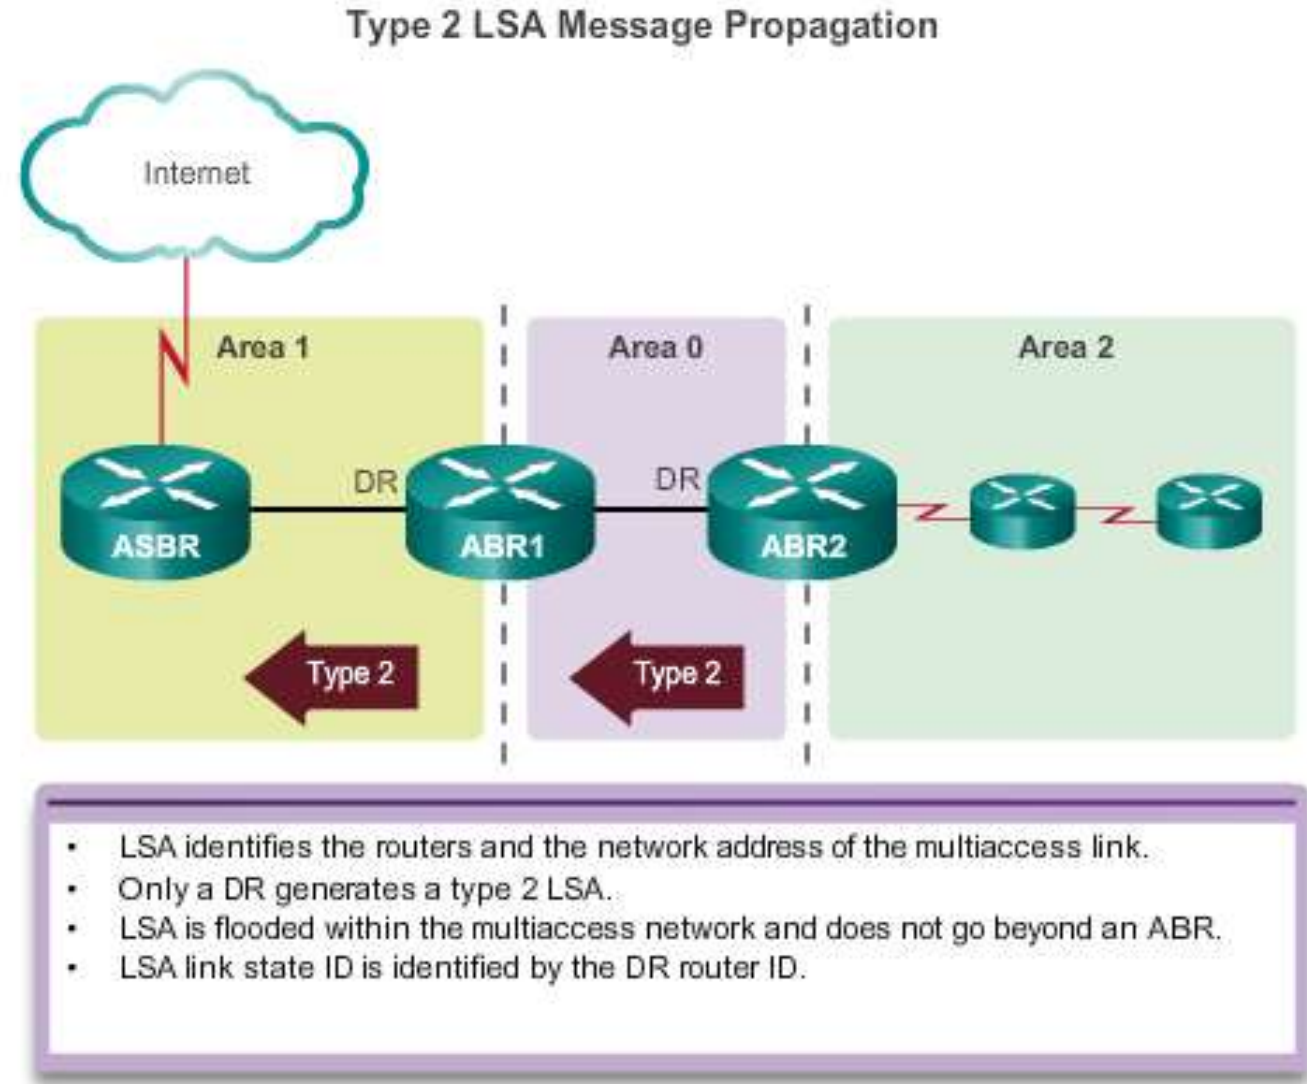 Type 2 LSA Message Propagation
Internet
Area 1
Area 0
Area 2
DR
DR
ASBR
ABR1
ABR2
Type 2
Type 2
• LSA identifies the routers and the network address of the multiaccess link.
• Only a DR generates a type 2 LSA.
• LSA is flooded within the multiaccess network and does not go beyond an ABR.
• LSA link state ID is identified by the DR router ID.